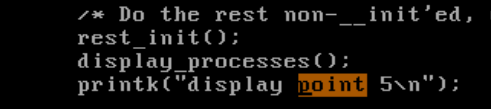 /* Do the rest non-__init'ed,
rest_init();
display_processes();
printk("display point 5\n");